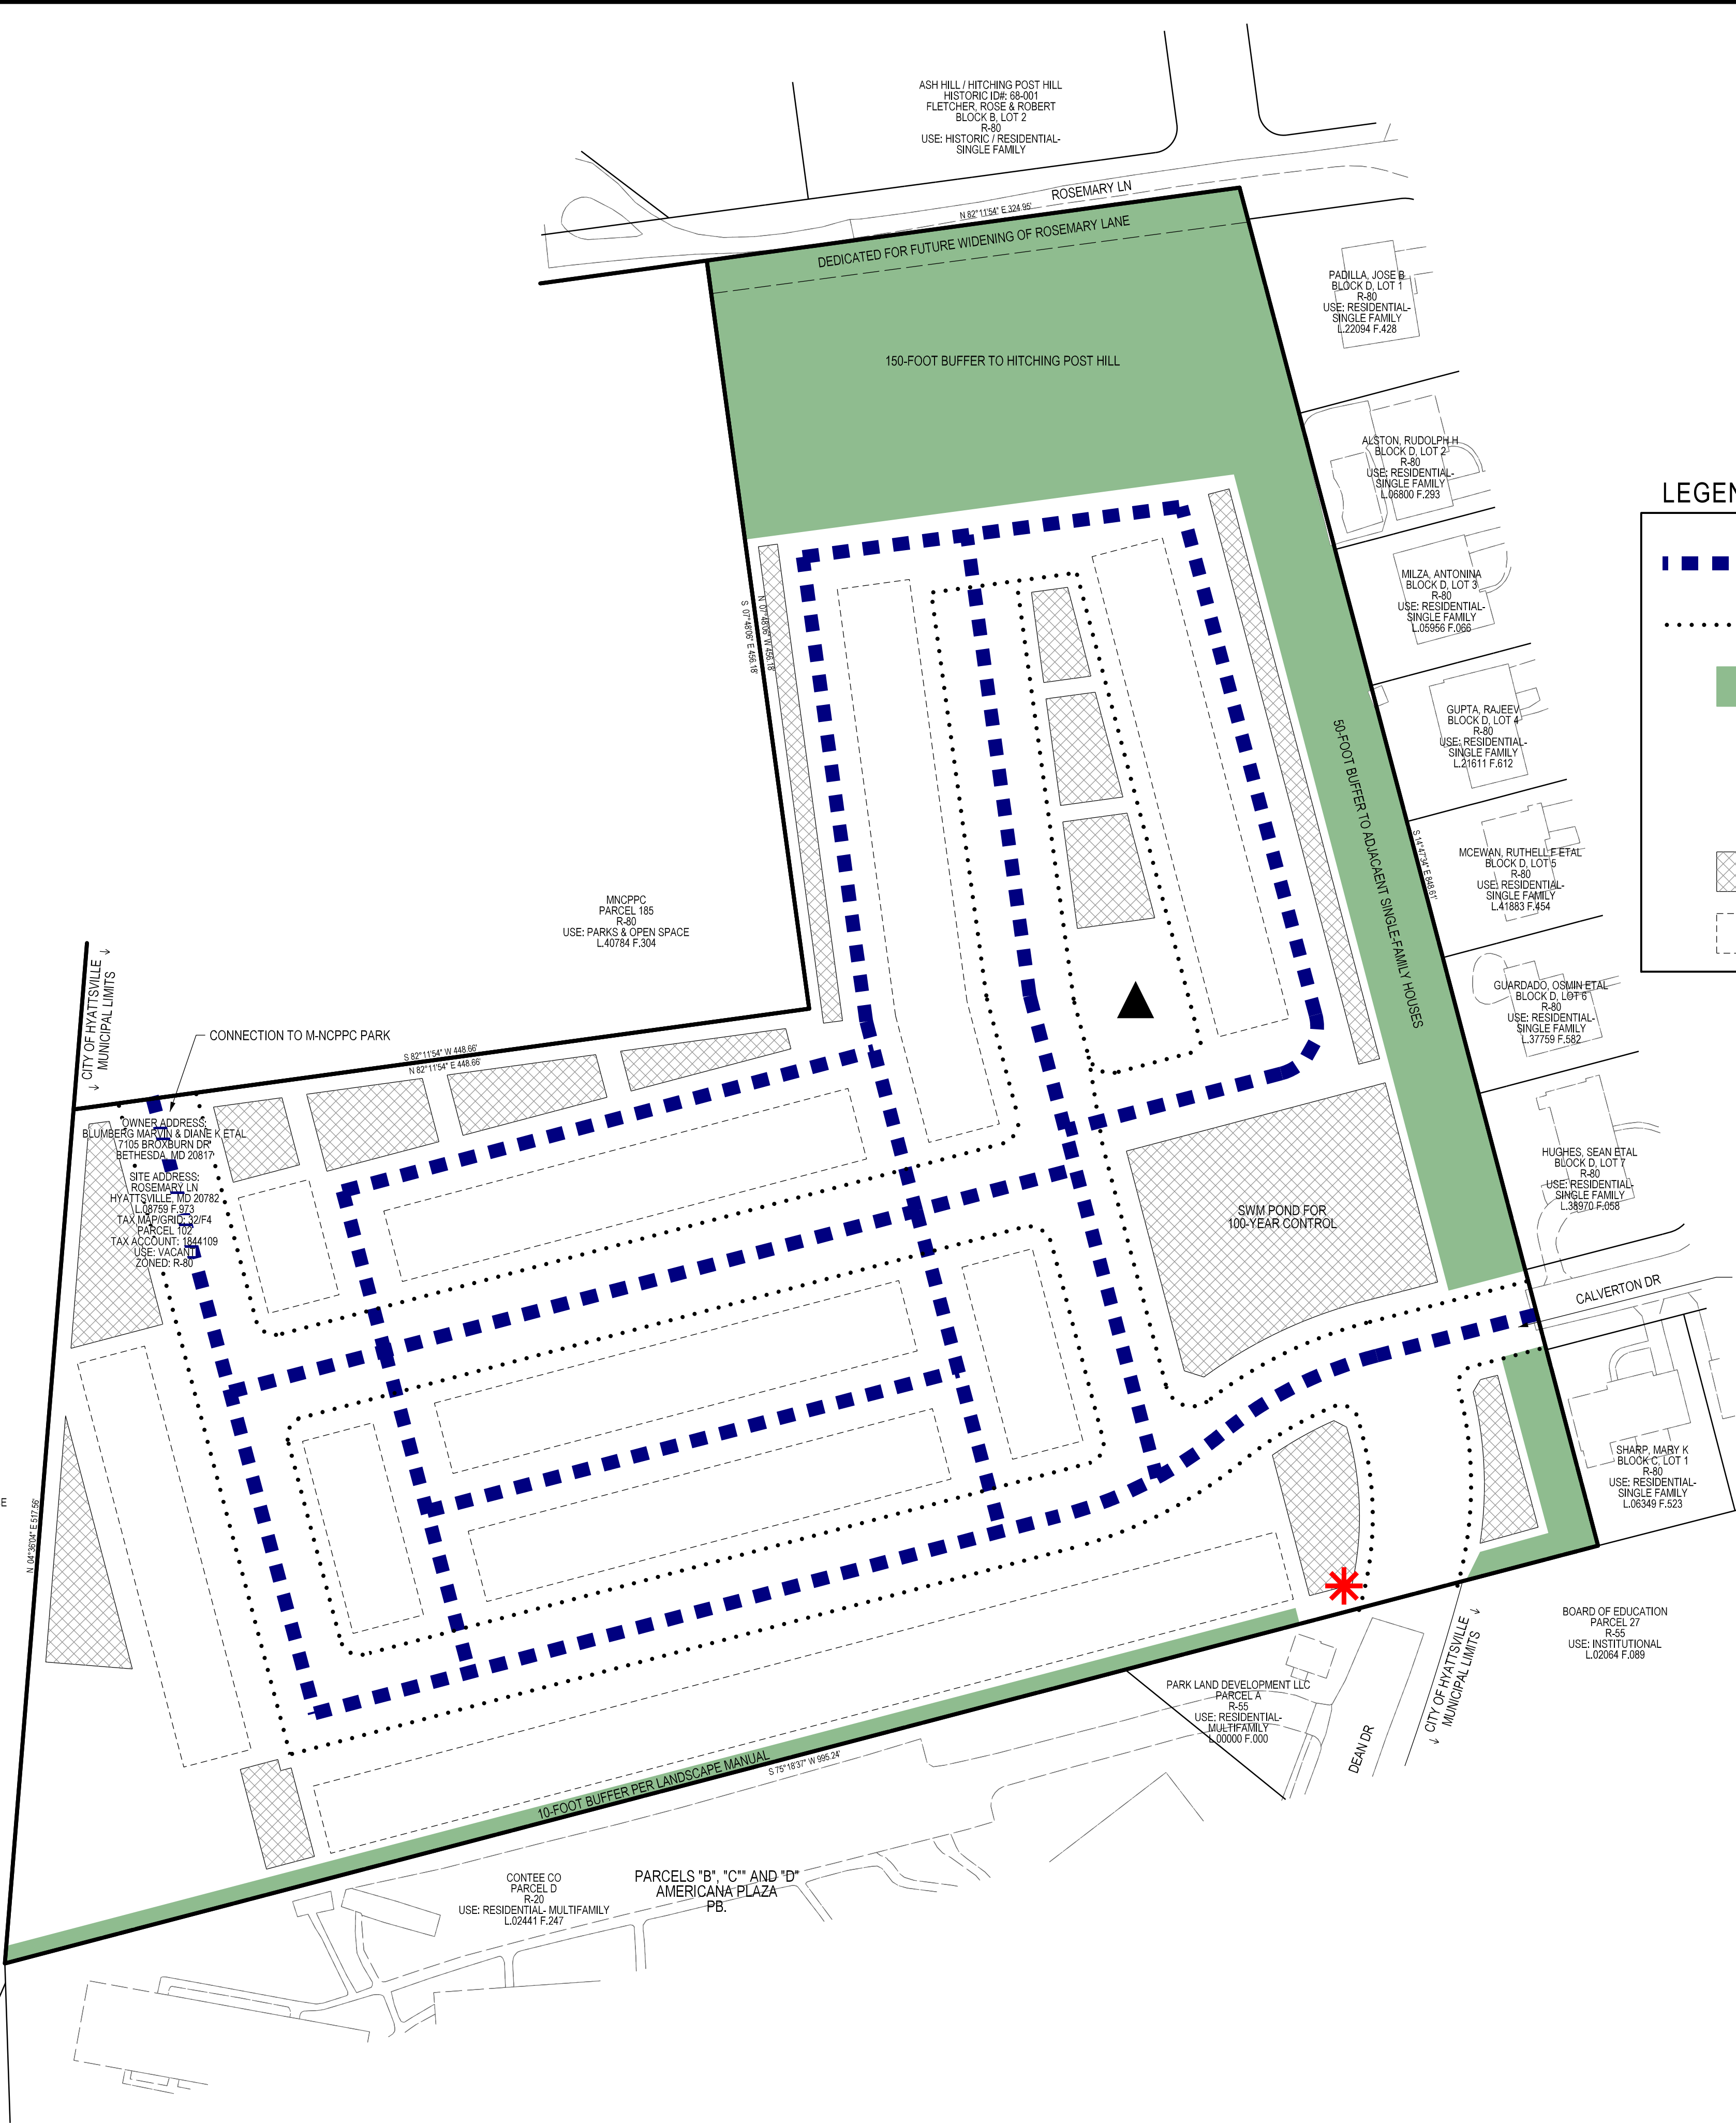 ASH HILL / HITCHING POST HILL
HISTORIC ID#: 68-001
FLETCHER, ROSE & ROBERT
BLOCK B, LOT 2
R-80
USE: HISTORIC / RESIDENTIAL-
SINGLE FAMILY
ROSEMARY LN
N 82°11'54" E 324.95'
DEDICATED FOR FUTURE WIDENING OF ROSEMARY LANE
150-FOOT BUFFER TO HITCHING POST HILL
PADILLA, JOSE B
BLOCK D, LOT 1
R-80
USE: RESIDENTIAL-
SINGLE FAMILY
L.22094 F.428
ALSTON, RUDOLPH H
BLOCK D, LOT 2
R-80
USE: RESIDENTIAL-
SINGLE FAMILY
L.06800 F.293
LEGEN
MILZA, ANTONINA
BLOCK D, LOT 3
R-80
USE: RESIDENTIAL-
SINGLE FAMILY
L.05956 F.066
N 07°48'06" W 456.18'
S 07°48'06" E 456.18'
GUPTA, RAJEEV
BLOCK D, LOT 4
R-80
USE: RESIDENTIAL-
SINGLE FAMILY
L.21611 F.612
50-FOOT BUFFER TO ADJACAENT SINGLE-FAMILY HOUSES
S 14°47'34" E 848.61'
MCEWAN, RUTHELL F ETAL
BLOCK D, LOT 5
R-80
USE: RESIDENTIAL-
SINGLE FAMILY
L.41883 F.454
MNCPPC
PARCEL 185
R-80
USE: PARKS & OPEN SPACE
L.40784 F.304
GUARDADO, OSMIN ETAL
BLOCK D, LOT 6
R-80
USE: RESIDENTIAL-
SINGLE FAMILY
L.37759 F.582
CITY OF HYATTSVILLE
MUNICIPAL LIMITS
CONNECTION TO M-NCPPC PARK
S 82°11'54" W 448.66'
N 82°11'54" E 448.66'
OWNER ADDRESS:
BLUMBERG MARVIN & DIANE K ETAL
7105 BROXBURN DR
BETHESDA, MD 20817
SITE ADDRESS:
ROSEMARY LN
HYATTSVILLE, MD 20782
L.08759 F.973
TAX MAP/GRID: 32/F4
PARCEL 102
TAX ACCOUNT: 1844109
USE: VACANT
ZONED: R-80
HUGHES, SEAN ETAL
BLOCK D, LOT 7
R-80
USE: RESIDENTIAL-
SINGLE FAMILY
L.38970 F.058
SWM POND FOR
100-YEAR CONTROL
CALVERTON DR
SHARP, MARY K
BLOCK C, LOT 1
R-80
USE: RESIDENTIAL-
SINGLE FAMILY
L.06349 F.523
E
N 04°36'04" E 517.56'
BOARD OF EDUCATION
PARCEL 27
R-55
USE: INSTITUTIONAL
L.02064 F.089
CITY OF HYATTSVILLE
MUNICIPAL LIMITS
PARK LAND DEVELOPMENT LLC
PARCEL A
R-55
USE: RESIDENTIAL-
MULTIFAMILY
L.00000 F.000
DEAN DR
10-FOOT BUFFER PER LANDSCAPE MANUAL
S 75°18'37" W 995.24'
CONTEE CO
PARCEL D
R-20
USE: RESIDENTIAL- MULTIFAMILY
L.02441 F.247
PARCELS "B", "C"" AND "D"
AMERICANA PLAZA
PB.